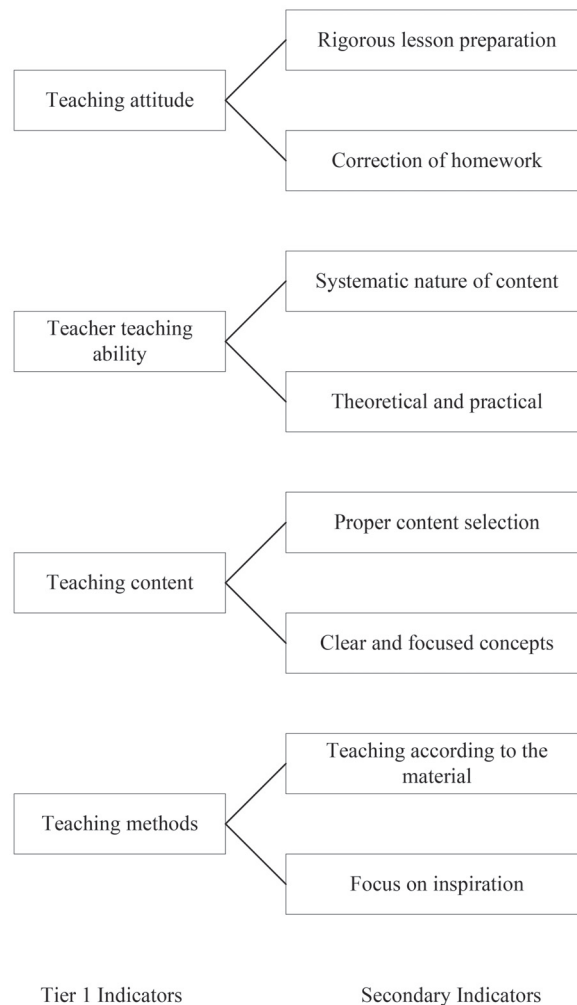 Rigorous lesson preparation
Teaching attitude
Correction of homework
Systematic nature of content
Teacher teaching
ability
Theoretical and practical
Proper content selection
Teaching content
Clear and focused concepts
Teaching according to the
material
Teaching methods
Focus on inspiration
Tier 1 Indicators
Secondary Indicators